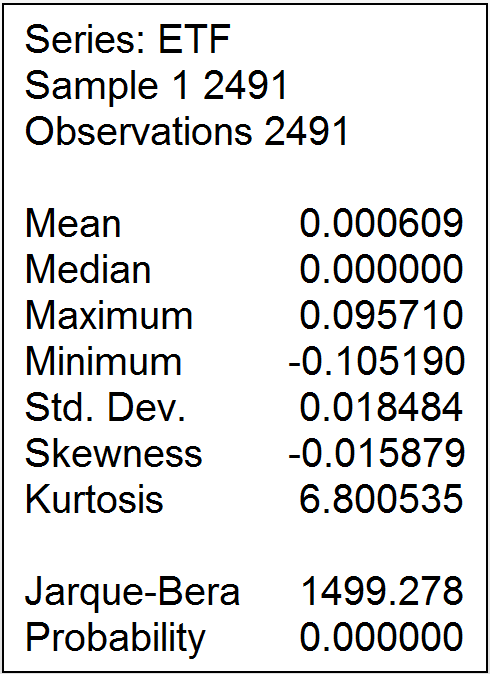 Series: ETF
Sample 1 2491
Observations 2491
Mean 0.000609
Median 0.000000
Maximum 0.095710
Minimum -0.105190
Std. Dev. 0.018484
Skewness -0.015879
Kurtosis 6.800535
Jarque-Bera 1499.278
Probability 0.000000